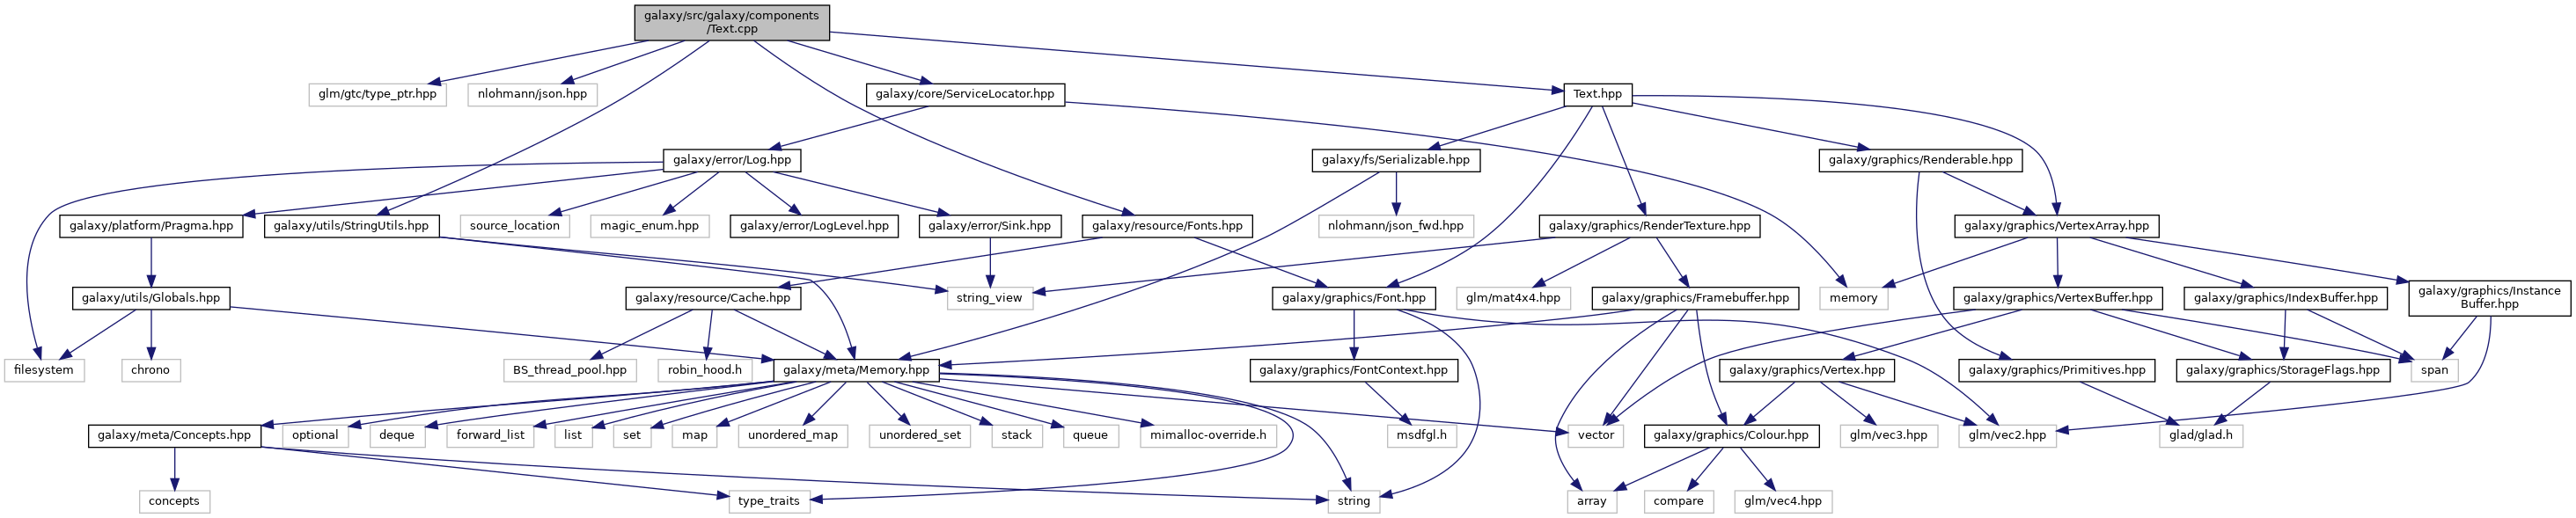 galaxy/src/galaxy/components
/Text.cpp
glm/gtc/type_ptr.hpp
nlohmann/json.hpp
galaxy/core/ServiceLocator.hpp
Text.hpp
galaxy/error/Log.hpp
galaxy/fs/Serializable.hpp
galaxy/graphics/Renderable.hpp
galaxy/platform/Pragma.hpp
galaxy/utils/StringUtils.hpp
source_location
magic_enum.hpp
galaxy/error/LogLevel.hpp
galaxy/error/Sink.hpp
galaxy/resource/Fonts.hpp
nlohmann/json_fwd.hpp
galaxy/graphics/RenderTexture.hpp
galaxy/graphics/VertexArray.hpp
galaxy/utils/Globals.hpp
galaxy/resource/Cache.hpp
string_view
galaxy/graphics/Font.hpp
glm/mat4x4.hpp
galaxy/graphics/Framebuffer.hpp
memory
galaxy/graphics/VertexBuffer.hpp
galaxy/graphics/IndexBuffer.hpp
galaxy/graphics/Instance
Buffer.hpp
filesystem
chrono
BS_thread_pool.hpp
robin_hood.h
galaxy/meta/Memory.hpp
galaxy/graphics/FontContext.hpp
galaxy/graphics/Vertex.hpp
galaxy/graphics/Primitives.hpp
galaxy/graphics/StorageFlags.hpp
span
galaxy/meta/Concepts.hpp
optional
deque
forward_list
list
set
map
unordered_map
unordered_set
stack
queue
mimalloc-override.h
msdfgl.h
vector
galaxy/graphics/Colour.hpp
glm/vec3.hpp
glm/vec2.hpp
glad/glad.h
concepts
type_traits
string
array
compare
glm/vec4.hpp